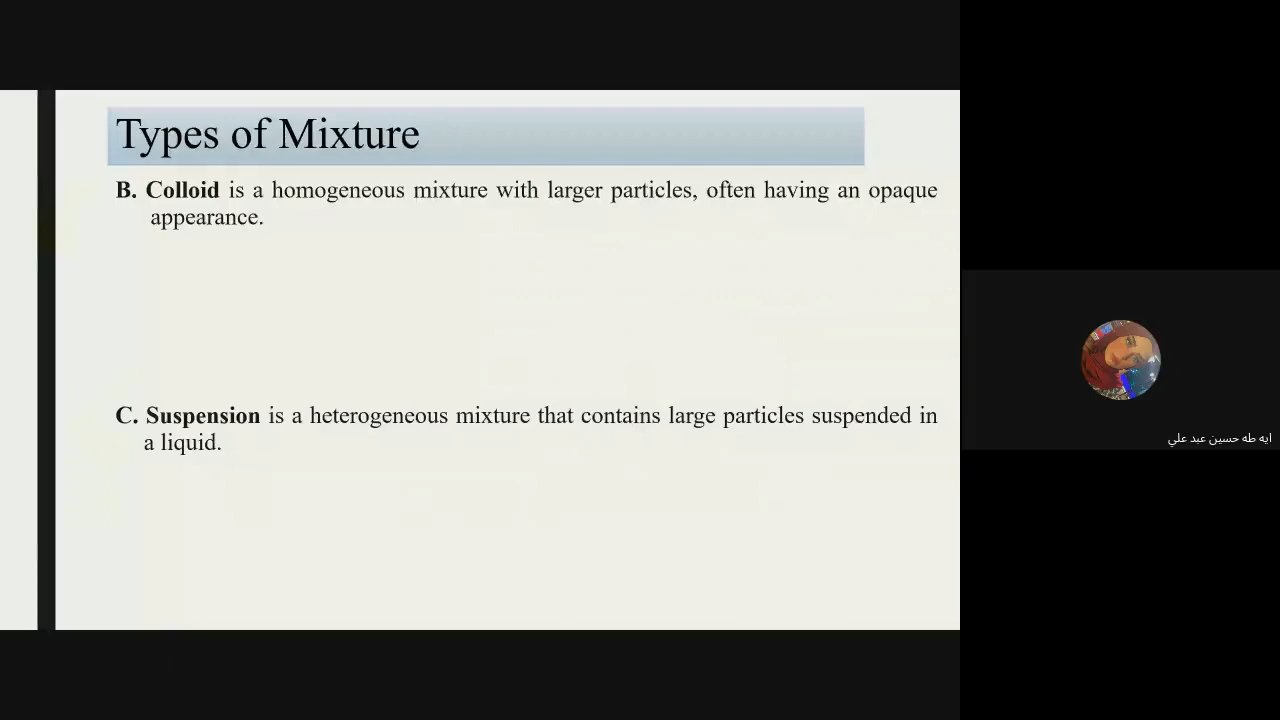 Types of Mixture
B. Colloid is a homogeneous mixture with larger particles, often having an opaque
appearance.
C. Suspension is a heterogeneous mixture that contains large particles suspended in
a liquid.
ايه طه حسين عبد علي